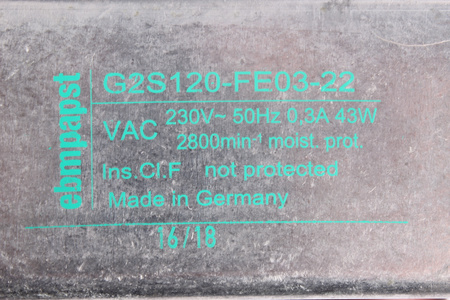 ebmpapst
G2S120-FE03-22
VAC 230V~ 50Hz 0,3A 43W
2800min-1 moist. prot.
Ins.Cl.F not protected
Made in Germany
16/18